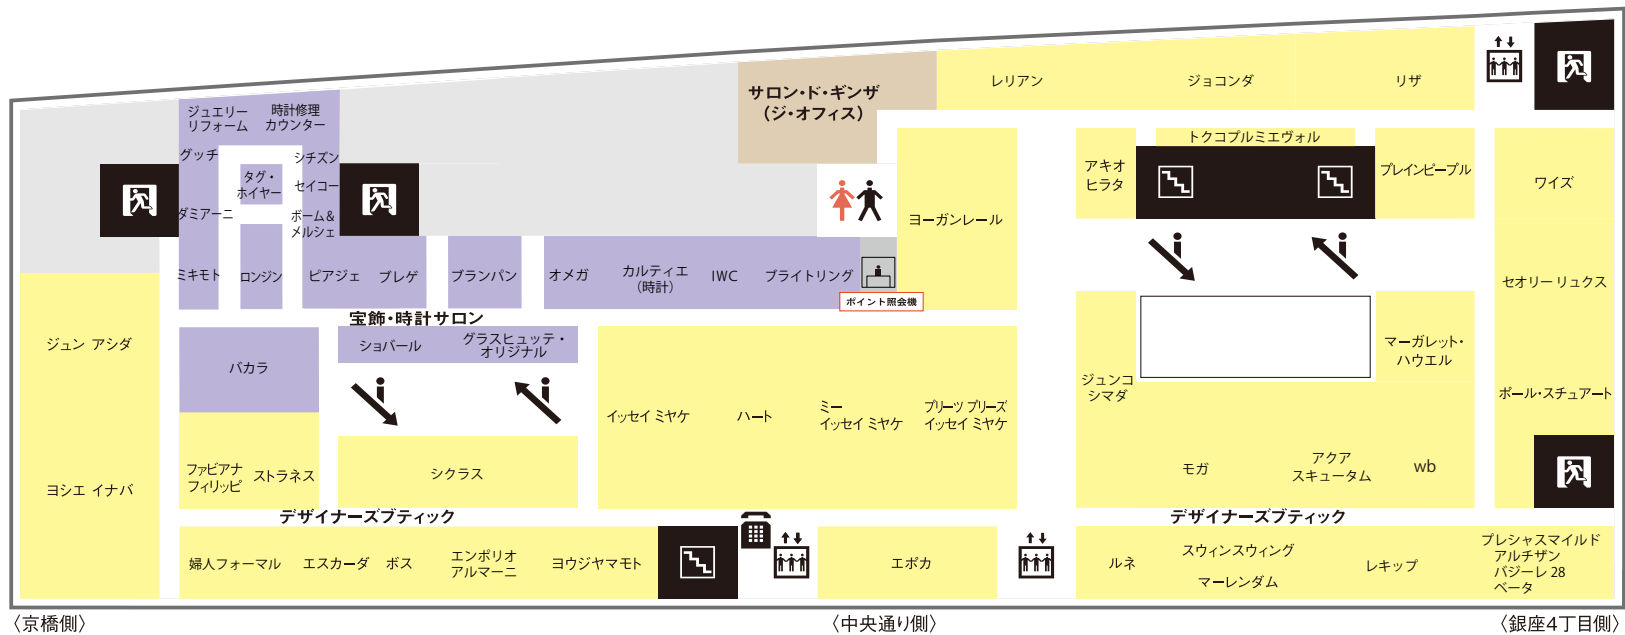 サロン・ド・ギンザ
（ジ・オフィス）
レリアン
ジョコンダ
リザ
ジュエリー
リフォーム
時計修理
カウンター
グッチ
シチズン
タグ・
ホイヤー
セイコー
ダミアーニ
ボーム＆
メルシェ
ミキモト
ロンジン
ピアジェ
ブレゲ
ブランパン
オメガ
カルティエ
（時計）
IWC
ブライトリング
ポイント照会機
ヨーガンレール
アキオ
ヒラタ
トクコプルミエヴォル
プレインピープル
ワイズ
セオリー リュクス
宝飾・時計サロン
ジュン アシダ
バカラ
ショパール
グラスヒュッテ・
オリジナル
マーガレット・
ハウエル
ジュンコ
シマダ
ポール・スチュアート
イッセイ ミヤケ
ハート
ミー
イッセイ ミヤケ
プリーツ プリーズ
イッセイ ミヤケ
ヨシエ イナバ
ファビアナ
フィリッピ
ストラネス
シクラス
モガ
アクア
スキュータム
wb
デザイナーズブティック
デザイナーズブティック
婦人フォーマル
エスカーダ
ボス
エンポリオ
アルマーニ
ヨウジヤマモト
エポカ
ルネ
スウィンスウィング
マーレンダム
レキップ
プレシャスマイルド
アルチザン
バジーレ 28
ベータ
〈京橋側〉
〈中央通り側〉
〈銀座4丁目側〉